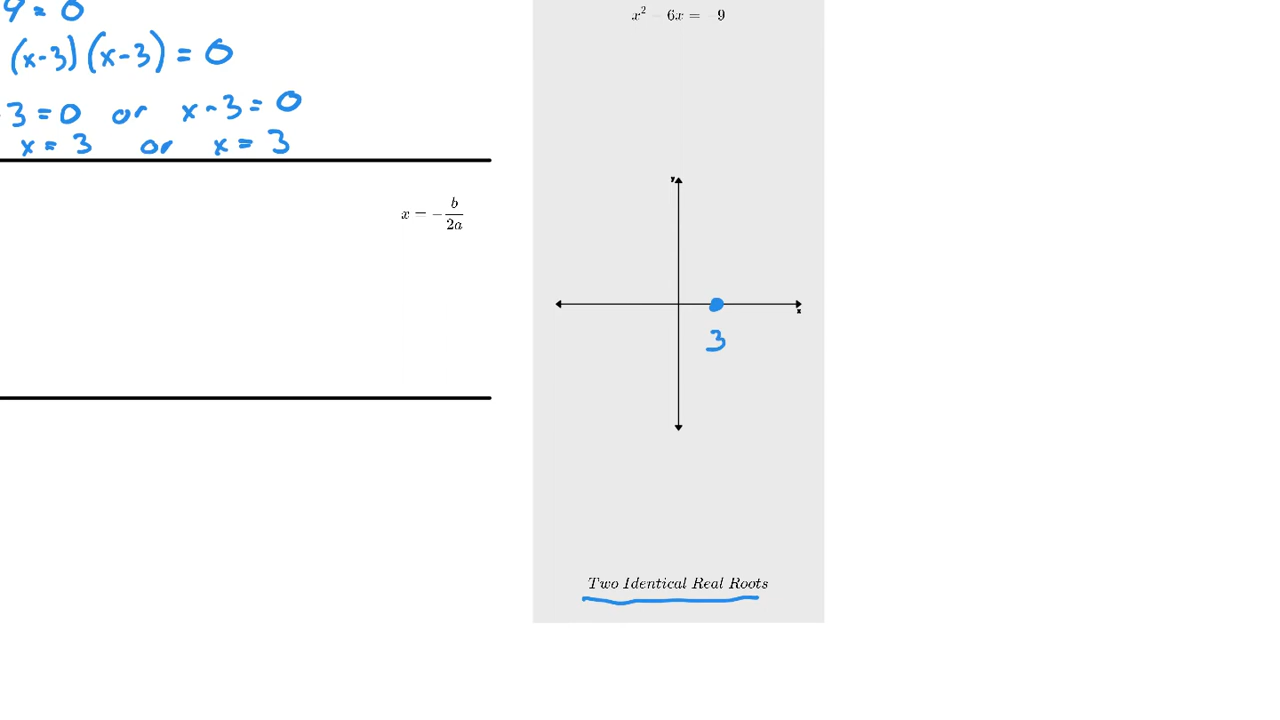 9 = 0
(x-3)(x-3) = 0
3 = 0 or x - 3 = 0
x = 3 or x = 3
x = -\frac{b}{2a}
x² - 6x = -9
y
x
3
Two Identical Real Roots